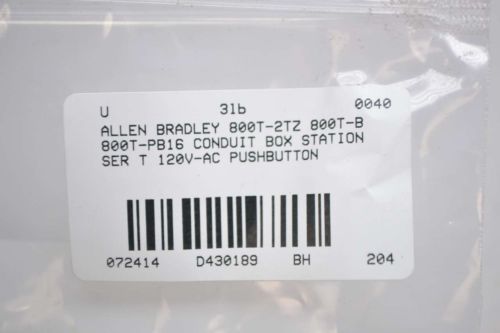 U 3lb 0040
ALLEN BRADLEY 800T-2TZ 800T-B
800T-PB16 CONDUIT BOX STATION
SER T 120V-AC PUSHBUTTON
072414 D430189 BH 204